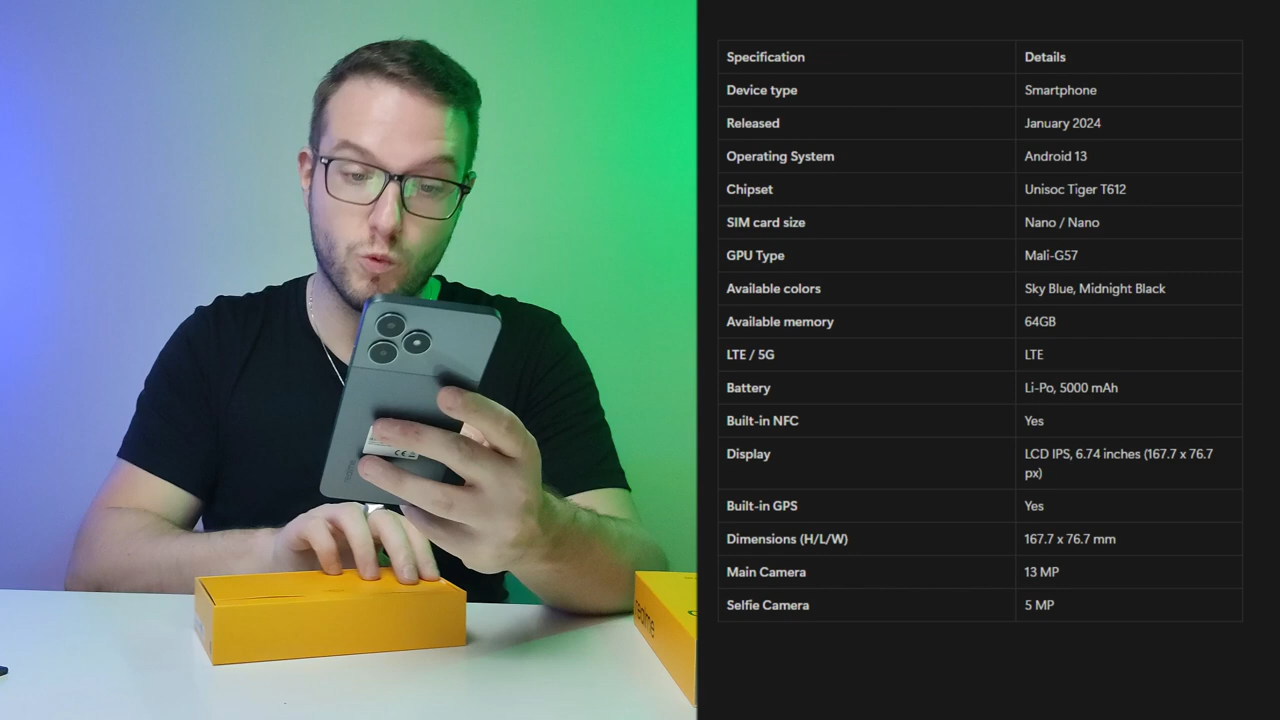 Specification Details
Device type Smartphone
Released January 2024
Operating System Android 13
Chipset Unisoc Tiger T612
SIM card size Nano / Nano
GPU Type Mali-G57
Available colors Sky Blue, Midnight Black
Available memory 64GB
LTE / 5G LTE
Battery Li-Po, 5000 mAh
Built-in NFC Yes
Display LCD IPS, 6.74 inches (167.7 x 76.7
px)
Built-in GPS Yes
Dimensions (H/L/W) 167.7 x 76.7 mm
Main Camera 13 MP
Selfie Camera 5 MP
realme
CE